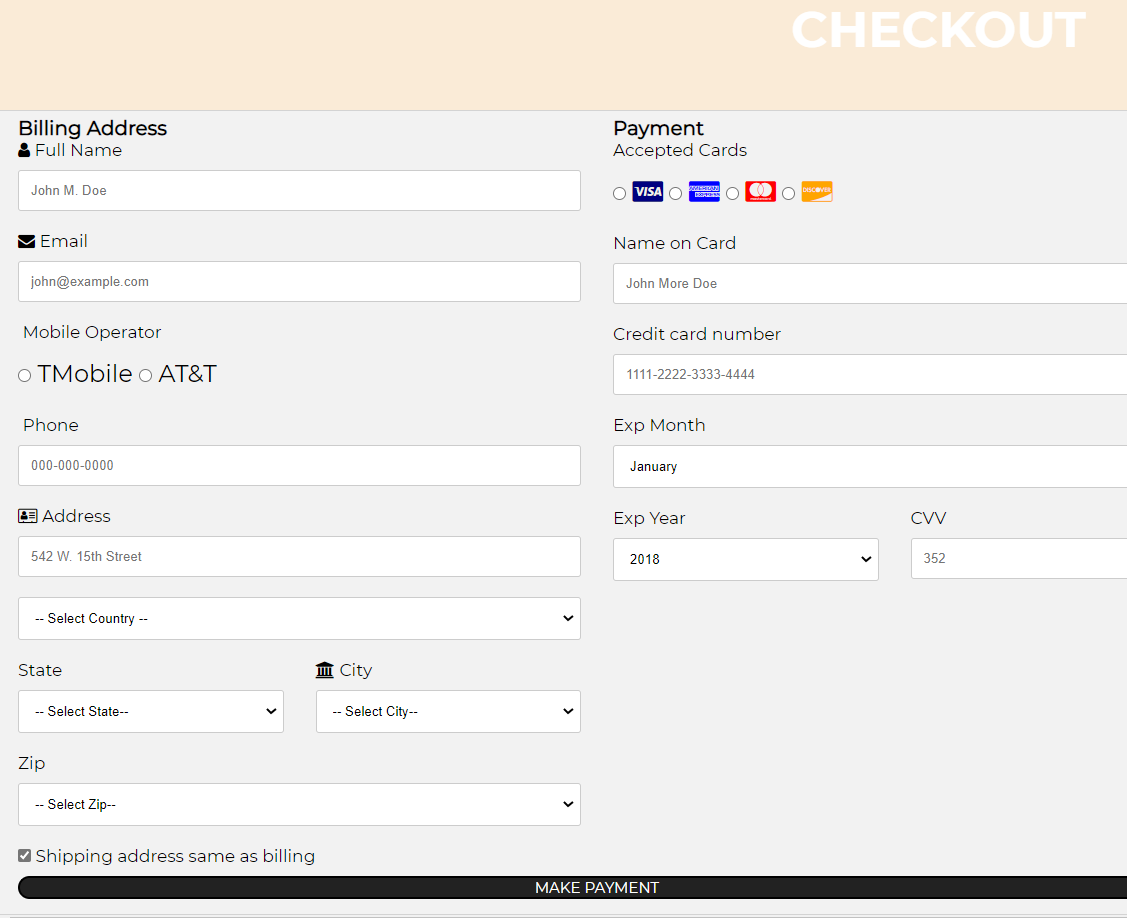 CHECKOUT
Billing Address
Full Name
John M. Doe
Email
john@example.com
Mobile Operator
TMobile AT&T
Phone
000-000-0000
Address
542 W. 15th Street
-- Select Country --
State
-- Select State--
City
-- Select City--
Zip
-- Select Zip--
Shipping address same as billing
Payment
Accepted Cards
VISA AMERICAN EXPRESS mastercard DISCOVER
Name on Card
John More Doe
Credit card number
1111-2222-3333-4444
Exp Month
January
Exp Year
2018
CVV
352
MAKE PAYMENT